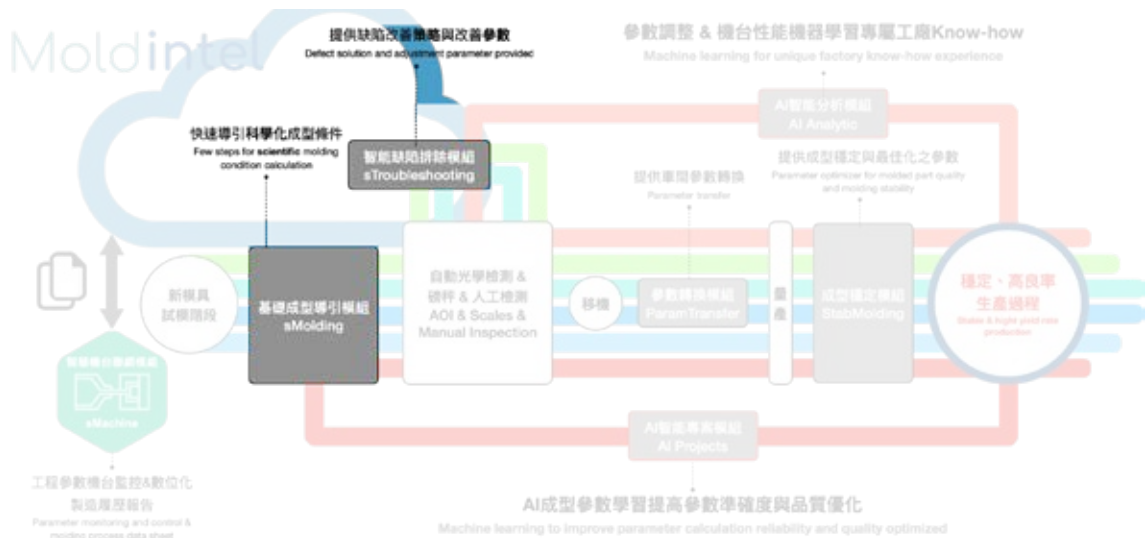 Moldintel
提供缺陷改善策略與改善參數
Defect solution and adjustment parameter provided
參數調整 & 機台性能機器學習專屬工廠Know-how
Machine learning for unique factory know-how experience
快速導引科學化成型條件
Few steps for scientific molding
condition calculation
智能缺陷排除模組
sTroubleshooting
AI智能分析模組
AI Analytic
提供車間參數轉換
Parameter transfer
提供成型穩定與最佳化之參數
Parameter optimizer for molded part quality
and molding stability
新模具
試模階段
基礎成型導引模組
sMolding
自動光學檢測 &
磅秤 & 人工檢測
AOI & Scales &
Manual Inspection
移機
參數轉換模組
ParamTransfer
量產
成型穩定模組
StabMolding
穩定、高良率
生產過程
Stable & hight yield rate
production
sMachine
AI智能專案模組
AI Projects
工程參數機台監控&數位化
製造履歷報告
Parameter monitoring and control &
molding process data sheet
AI成型參數學習提高參數準確度與品質優化
Machine learning to improve parameter calculation reliability and quality optimized